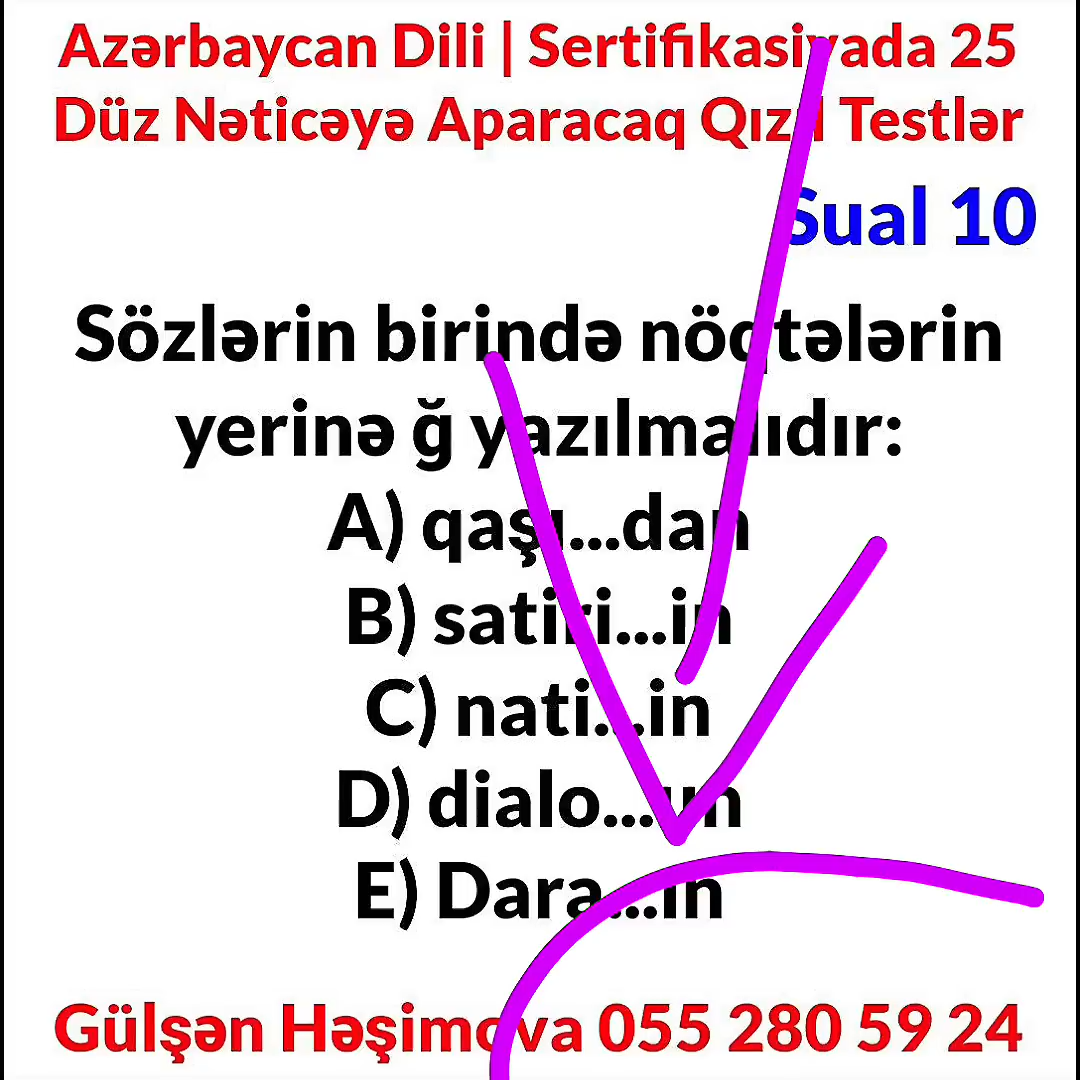 Azərbaycan Dili | Sertifikasiyada 25
Düz Nəticəyə Aparacaq Qızıl Testlər
Sual 10
Sözlərin birində nöqtələrin
yerinə ğ yazılmalıdır:
A) qaşı...dan
B) satiri...in
C) nati...in
D) dialo...un
E) Dara...ın
Gülşən Həşimova 055 280 59 24